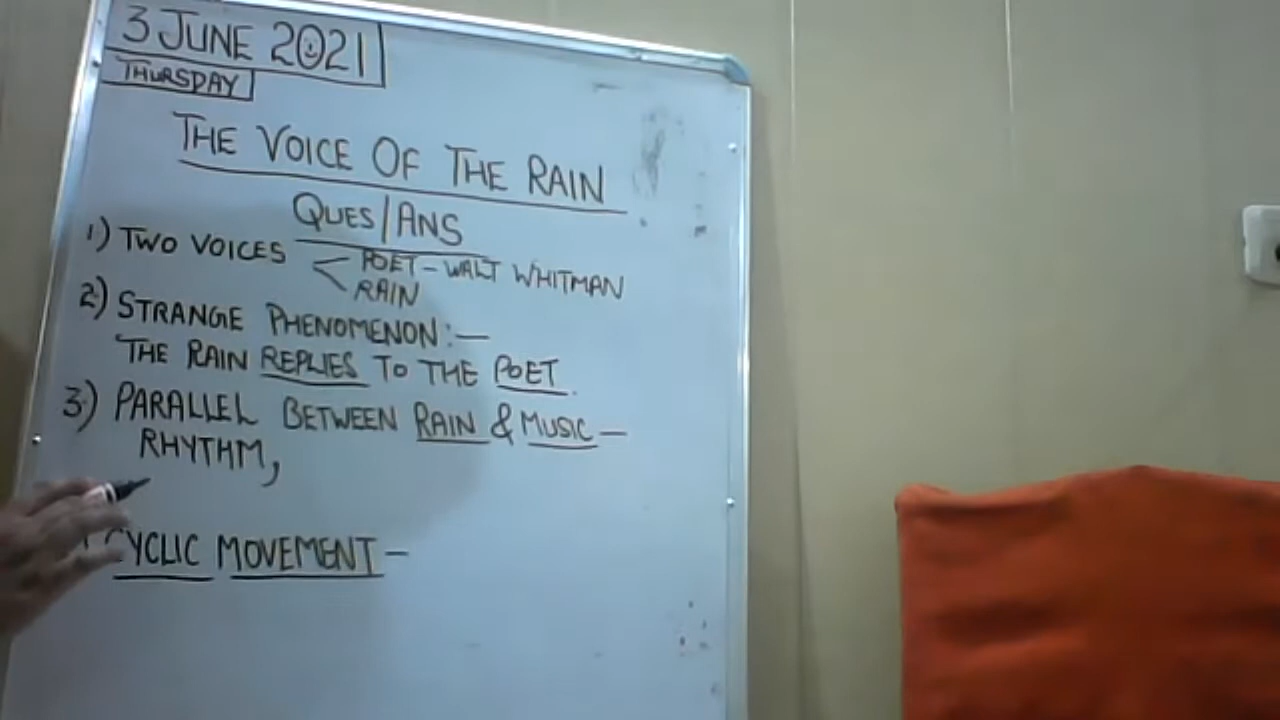 3 JUNE 2021
THURSDAY
THE VOICE OF THE RAIN
QUES/ANS
1) TWO VOICES < POET - WALT WHITMAN
RAIN
2) STRANGE PHENOMENON:-
THE RAIN REPLIES TO THE POET.
3) PARALLEL BETWEEN RAIN & MUSIC -
RHYTHM,
CYCLIC MOVEMENT -